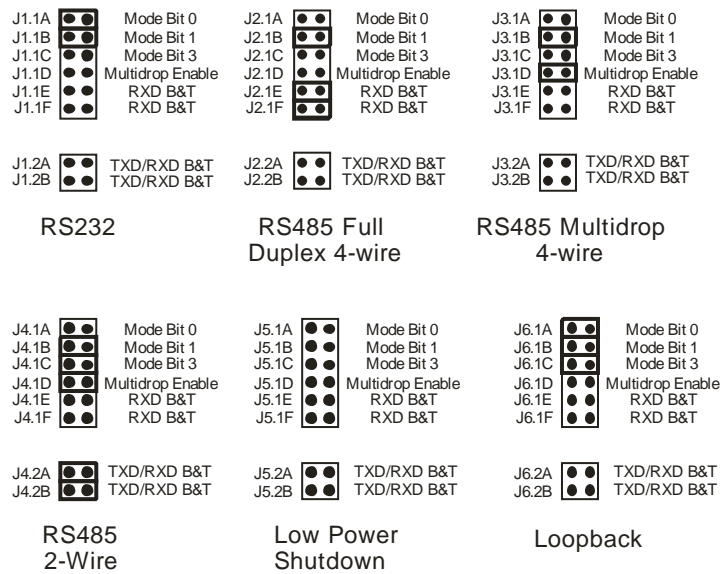 J1.1A Mode Bit 0
J1.1B Mode Bit 1
J1.1C Mode Bit 3
J1.1D Multidrop Enable
J1.1E RXD B&T
J1.1F RXD B&T
J1.2A TXD/RXD B&T
J1.2B TXD/RXD B&T
RS232
J2.1A Mode Bit 0
J2.1B Mode Bit 1
J2.1C Mode Bit 3
J2.1D Multidrop Enable
J2.1E RXD B&T
J2.1F RXD B&T
J2.2A TXD/RXD B&T
J2.2B TXD/RXD B&T
RS485 Full
Duplex 4-wire
J3.1A Mode Bit 0
J3.1B Mode Bit 1
J3.1C Mode Bit 3
J3.1D Multidrop Enable
J3.1E RXD B&T
J3.1F RXD B&T
J3.2A TXD/RXD B&T
J3.2B TXD/RXD B&T
RS485 Multidrop
4-wire
J4.1A Mode Bit 0
J4.1B Mode Bit 1
J4.1C Mode Bit 3
J4.1D Multidrop Enable
J4.1E RXD B&T
J4.1F RXD B&T
J4.2A TXD/RXD B&T
J4.2B TXD/RXD B&T
RS485
2-Wire
J5.1A Mode Bit 0
J5.1B Mode Bit 1
J5.1C Mode Bit 3
J5.1D Multidrop Enable
J5.1E RXD B&T
J5.1F RXD B&T
J5.2A TXD/RXD B&T
J5.2B TXD/RXD B&T
Low Power
Shutdown
J6.1A Mode Bit 0
J6.1B Mode Bit 1
J6.1C Mode Bit 3
J6.1D Multidrop Enable
J6.1E RXD B&T
J6.1F RXD B&T
J6.2A TXD/RXD B&T
J6.2B TXD/RXD B&T
Loopback